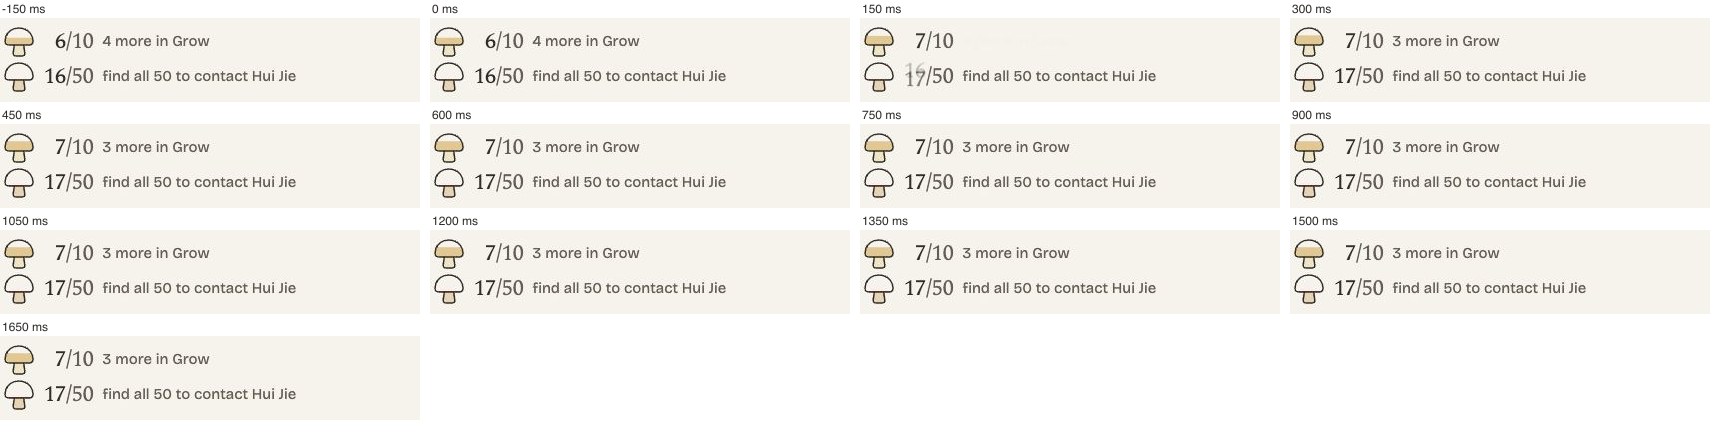 -150 ms
6/10 4 more in Grow
16/50 find all 50 to contact Hui Jie
0 ms
6/10 4 more in Grow
16/50 find all 50 to contact Hui Jie
150 ms
7/10
17/50 find all 50 to contact Hui Jie
300 ms
7/10 3 more in Grow
17/50 find all 50 to contact Hui Jie
450 ms
7/10 3 more in Grow
17/50 find all 50 to contact Hui Jie
600 ms
7/10 3 more in Grow
17/50 find all 50 to contact Hui Jie
750 ms
7/10 3 more in Grow
17/50 find all 50 to contact Hui Jie
900 ms
7/10 3 more in Grow
17/50 find all 50 to contact Hui Jie
1050 ms
7/10 3 more in Grow
17/50 find all 50 to contact Hui Jie
1200 ms
7/10 3 more in Grow
17/50 find all 50 to contact Hui Jie
1350 ms
7/10 3 more in Grow
17/50 find all 50 to contact Hui Jie
1500 ms
7/10 3 more in Grow
17/50 find all 50 to contact Hui Jie
1650 ms
7/10 3 more in Grow
17/50 find all 50 to contact Hui Jie